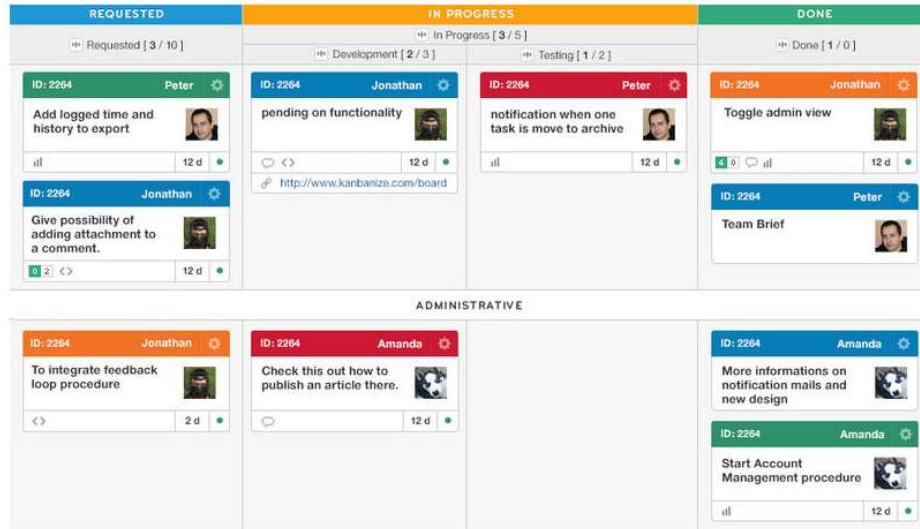 REQUESTED
IN PROGRESS
DONE
Requested [ 3 / 10 ]
In Progress [ 3 / 5 ]
Development [ 2 / 3 ]
Testing [ 1 / 2 ]
Done [ 1 / 0 ]
ID: 2264 Peter
Add logged time and
history to export
12 d
ID: 2264 Jonathan
Give possibility of
adding attachment to
a comment.
0 2
12 d
ID: 2264 Jonathan
pending on functionality
12 d
http://www.kanbanize.com/board
ID: 2264 Peter
notification when one
task is move to archive
12 d
ID: 2264 Jonathan
Toggle admin view
4 0
12 d
ID: 2264 Peter
Team Brief
ADMINISTRATIVE
ID: 2264 Jonathan
To integrate feedback
loop procedure
2 d
ID: 2264 Amanda
Check this out how to
publish an article there.
12 d
ID: 2264 Amanda
More informations on
notification mails and
new design
ID: 2264 Amanda
Start Account
Management procedure
12 d